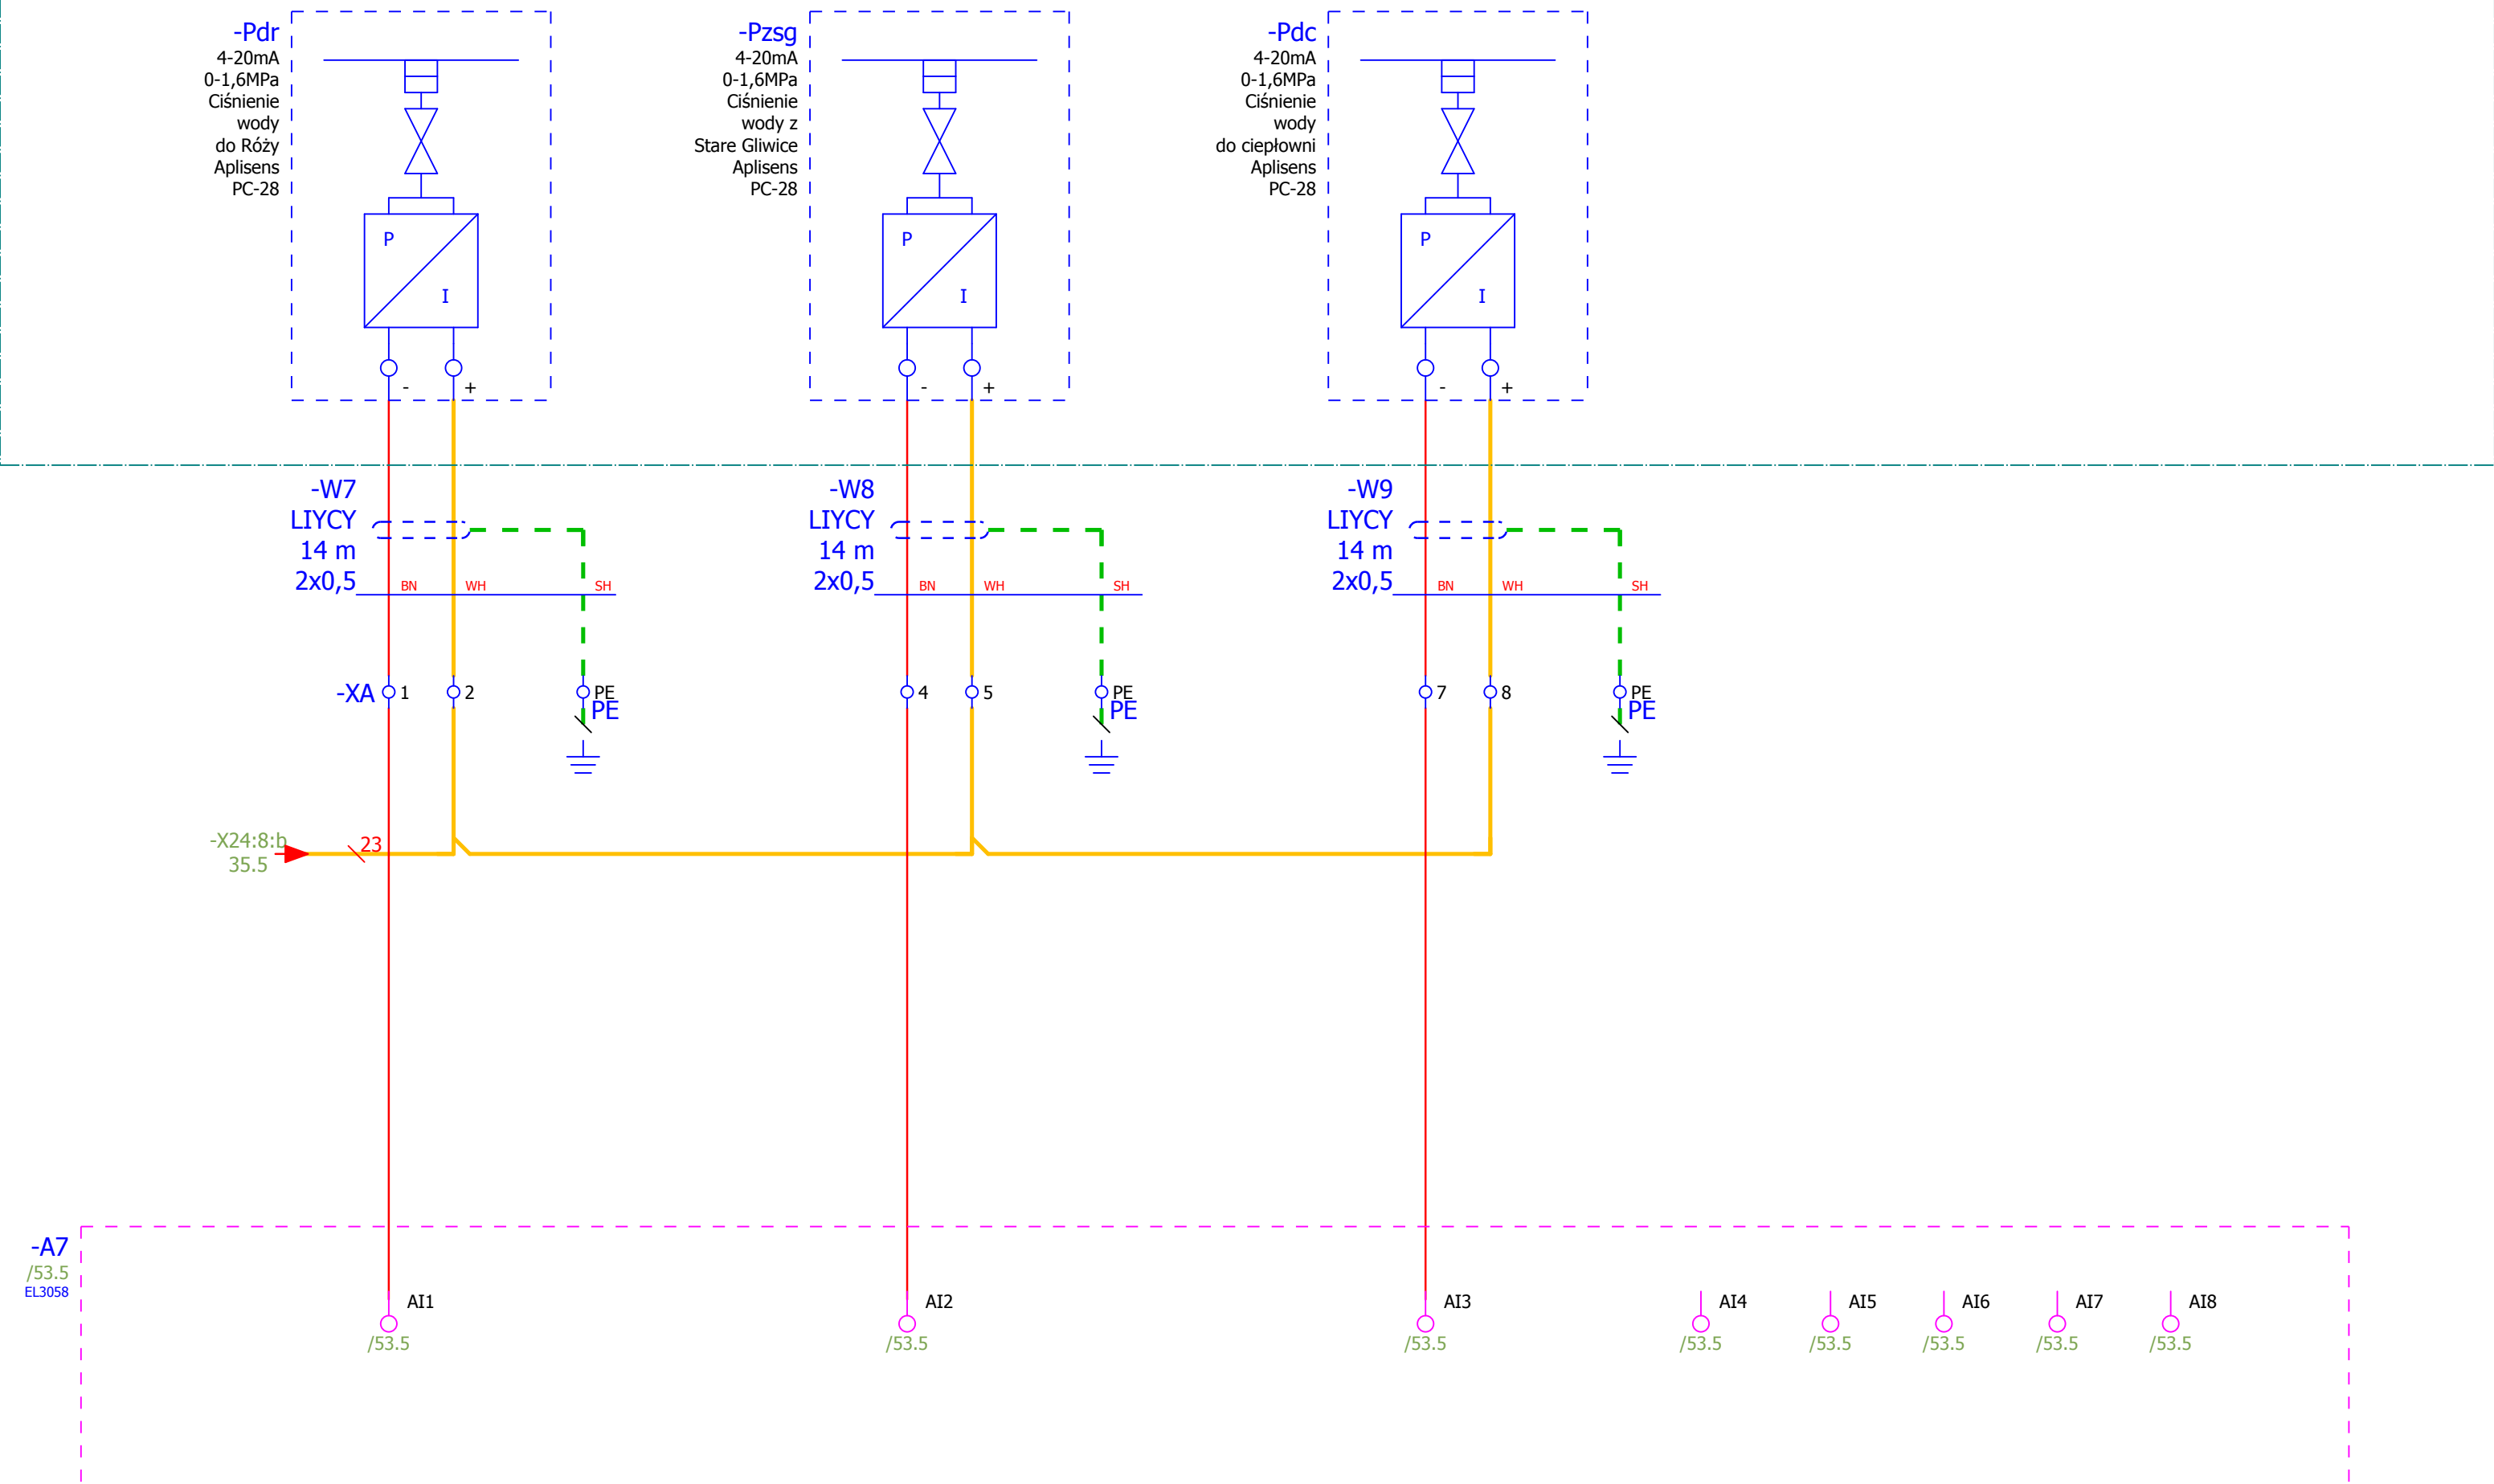 -Pdr
4-20mA
0-1,6MPa
Ciśnienie
wody
do Róży
Aplisens
PC-28
P
I
-
+
-Pzsg
4-20mA
0-1,6MPa
Ciśnienie
wody z
Stare Gliwice
Aplisens
PC-28
P
I
-
+
-Pdc
4-20mA
0-1,6MPa
Ciśnienie
wody
do ciepłowni
Aplisens
PC-28
P
I
-
+
-W7
LIYCY
14 m
2x0,5
BN WH SH
-W8
LIYCY
14 m
2x0,5
BN WH SH
-W9
LIYCY
14 m
2x0,5
BN WH SH
-XA 1 2 PE
PE
4 5 PE
PE
7 8 PE
PE
-X24:8:b
35.5
23
-A7
/53.5
EL3058
AI1
/53.5
AI2
/53.5
AI3
/53.5
AI4
/53.5
AI5
/53.5
AI6
/53.5
AI7
/53.5
AI8
/53.5